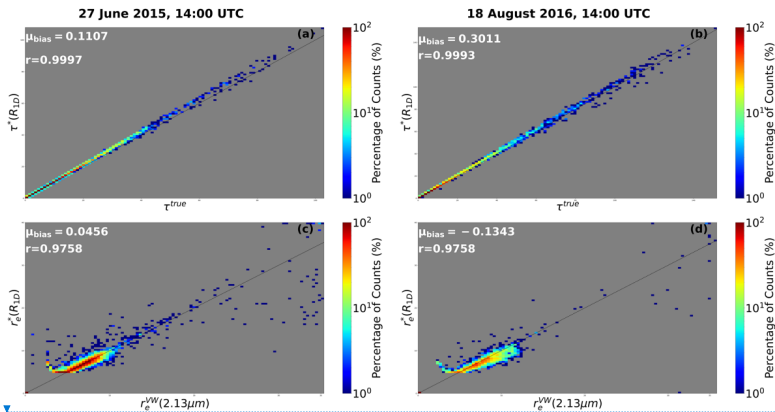 27 June 2015, 14:00 UTC
18 August 2016, 14:00 UTC
μbias = 0.1107
r=0.9997
(a)
τ*(R1D)
τtrue
10²
10¹
10⁰
Percentage of Counts (%)
μbias = 0.3011
r=0.9993
(b)
τ*(R1D)
τtrue
10²
10¹
10⁰
Percentage of Counts (%)
μbias = 0.0456
r=0.9758
(c)
re*(R1D)
reVW(2.13μm)
10²
10¹
10⁰
Percentage of Counts (%)
μbias = −0.1343
r=0.9758
(d)
re*(R1D)
reVW(2.13μm)
10²
10¹
10⁰
Percentage of Counts (%)